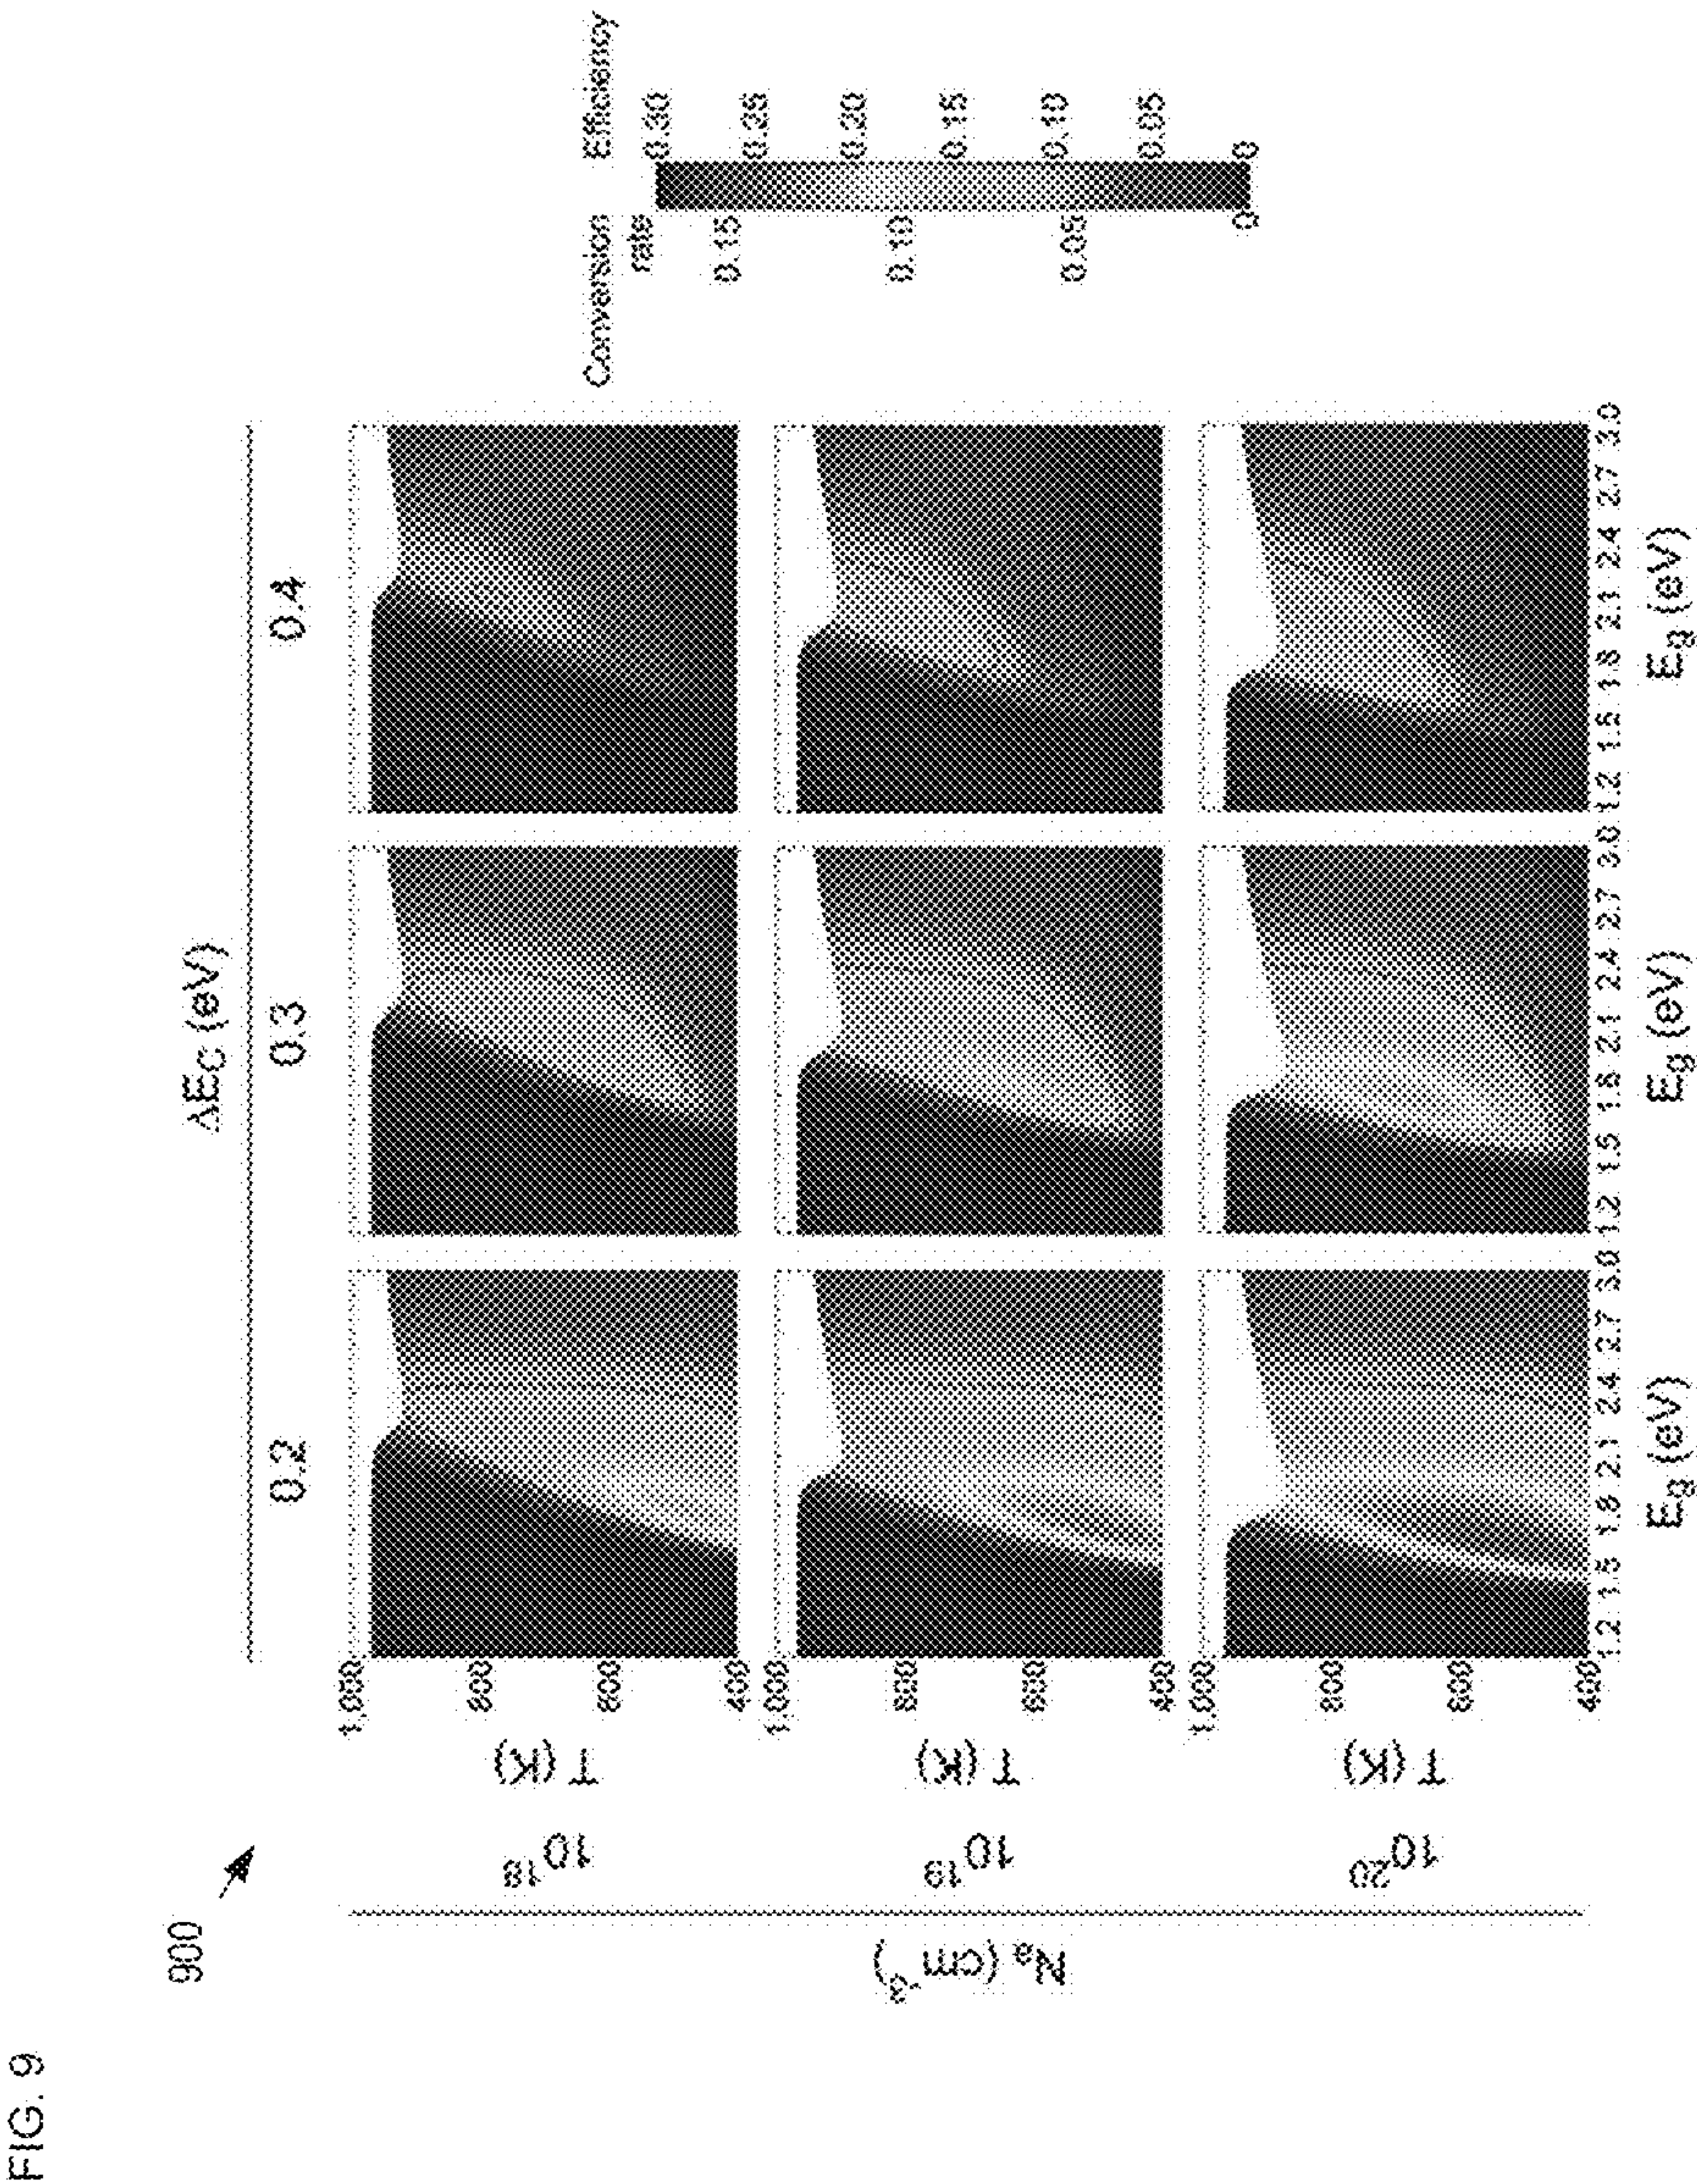 FIG. 9
900
ΔEC (eV)
0.2 0.3 0.4
Na (cm-3)
1018
T (K)
1,000
800
600
400
1019
T (K)
1,000
800
600
400
1020
T (K)
1,000
800
600
400
1.2 1.5 1.8 2.1 2.4 2.7 3.0 1.2 1.5 1.8 2.1 2.4 2.7 3.0 1.2 1.5 1.8 2.1 2.4 2.7 3.0
Eg (eV) Eg (eV) Eg (eV)
Conversion rate
Efficiency
0.15
0.10
0.05
0
0.30
0.25
0.20
0.15
0.10
0.05
0